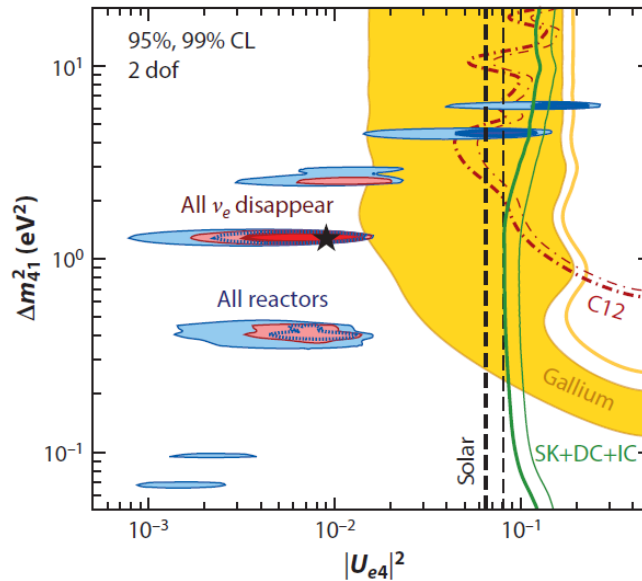 95%, 99% CL
2 dof
10¹
10⁰
10⁻¹
Δm²₄₁ (eV²)
All νₑ disappear
All reactors
C12
Gallium
Solar
SK+DC+IC
10⁻³
10⁻²
10⁻¹
|Uₑ₄|²